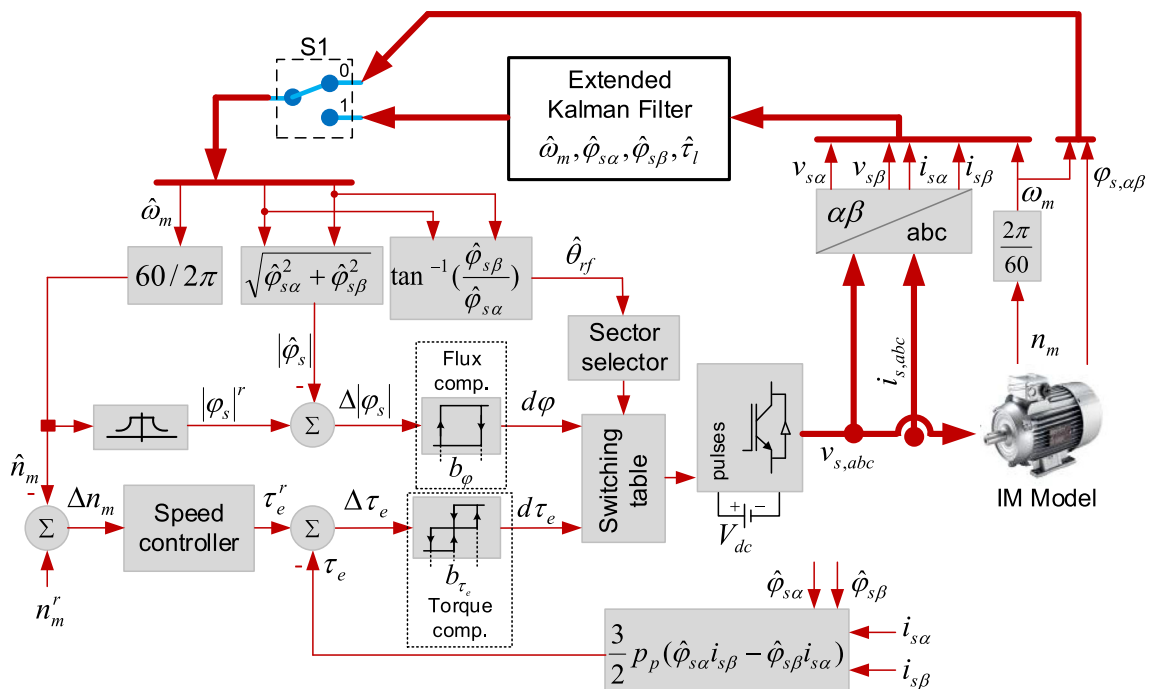 S1
0
1
Extended
Kalman Filter
ω̂_m, φ̂_sα, φ̂_sβ, τ̂_l
v_sα
v_sβ
i_sα
i_sβ
ω_m
φ_s,αβ
αβ
abc
2π/60
n_m
ω̂_m
60 / 2π
√(φ̂²_sα + φ̂²_sβ)
tan⁻¹(φ̂_sβ/φ̂_sα)
θ̂_rf
Sector
selector
|φ̂_s|
-
Flux
comp.
|φ_s|^r
Σ
Δ|φ_s|
b_φ
dφ
Switching
table
pulses
+ −
V_dc
v_s,abc
i_s,abc
IM Model
n̂_m
-
Σ
Δn_m
n_m^r
Speed
controller
τ_e^r
Σ
-
τ_e
Δτ_e
b_τ_e
dτ_e
Torque
comp.
φ̂_sα
φ̂_sβ
3/2 p_p(φ̂_sα i_sβ − φ̂_sβ i_sα)
i_sα
i_sβ